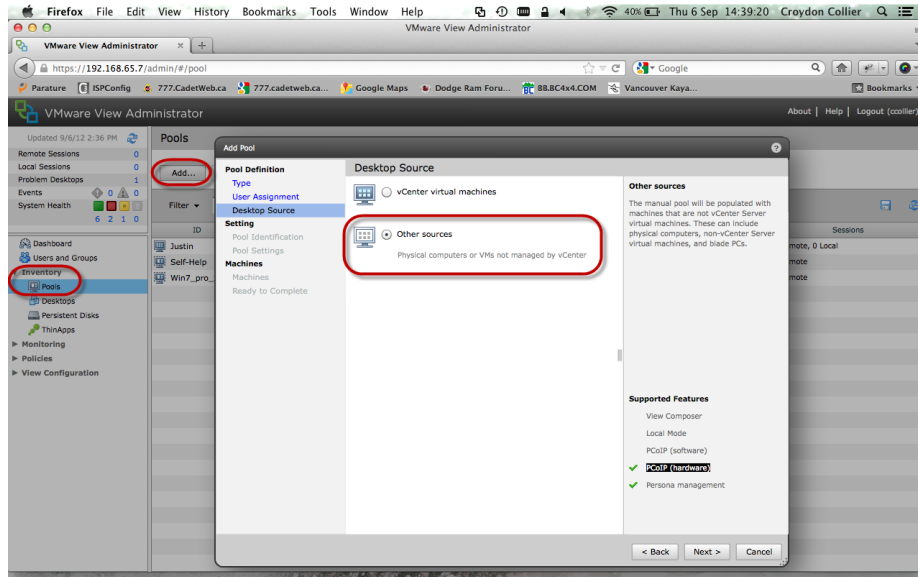 Firefox File Edit View History Bookmarks Tools Window Help 40% Thu 6 Sep 14:39:20 Croydon Collier
VMware View Administrator
VMware View Administrator × +
https://192.168.65.7/admin/#/pool Google
Parature ISPConfig 777.CadetWeb.ca 777.cadetweb.ca... Google Maps Dodge Ram Foru... BB.BC4x4.COM Vancouver Kaya... Bookmarks
VMware View Administrator About | Help | Logout (ccollier)
Updated 9/6/12 2:36 PM
Remote Sessions 0
Local Sessions 0
Problem Desktops 1
Events 0 0
System Health
6 2 1 0
Dashboard
Users and Groups
Inventory
Pools
Desktops
Persistent Disks
ThinApps
Monitoring
Policies
View Configuration
Pools
Add...
Filter
ID Sessions
Justin mote, 0 Local
Self-Help mote
Win7_pro_ mote
Add Pool ?
Pool Definition
Type
User Assignment
Desktop Source
Setting
Pool Identification
Pool Settings
Machines
Machines
Ready to Complete
Desktop Source
vCenter virtual machines
Other sources
Physical computers or VMs not managed by vCenter
Other sources
The manual pool will be populated with
machines that are not vCenter Server
virtual machines. These can include
physical computers, non-vCenter Server
virtual machines, and blade PCs.
Supported Features
View Composer
Local Mode
PCoIP (software)
PCoIP (hardware)
Persona management
< Back Next > Cancel